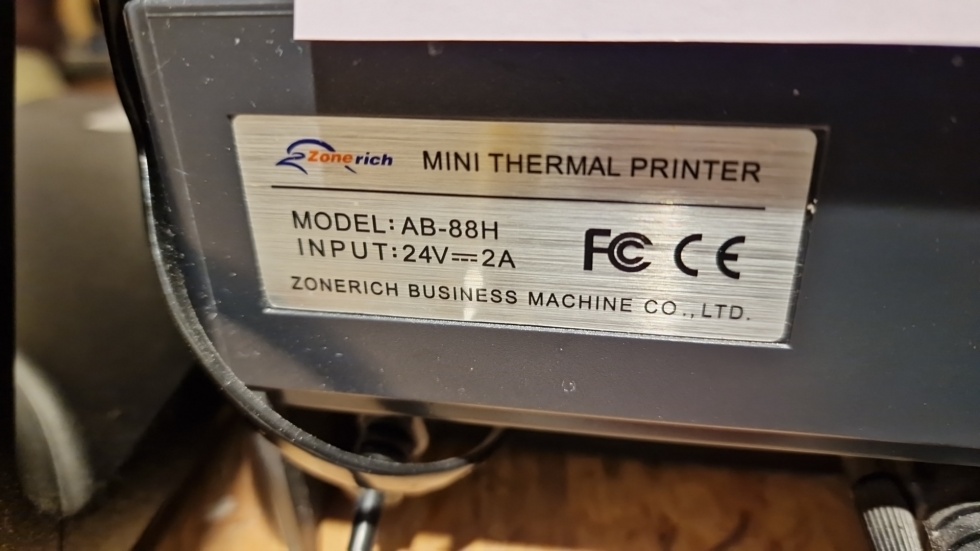 Zonerich MINI THERMAL PRINTER
MODEL: AB-88H
INPUT: 24V⎓2A
FC CE
ZONERICH BUSINESS MACHINE CO.,LTD.